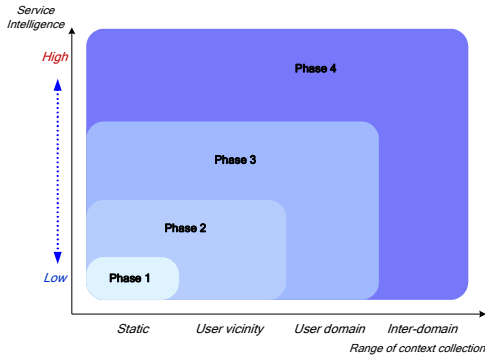 Service
Intelligence
High
Phase 4
Phase 3
Phase 2
Phase 1
Low
Static User vicinity User domain Inter-domain
Range of context collection